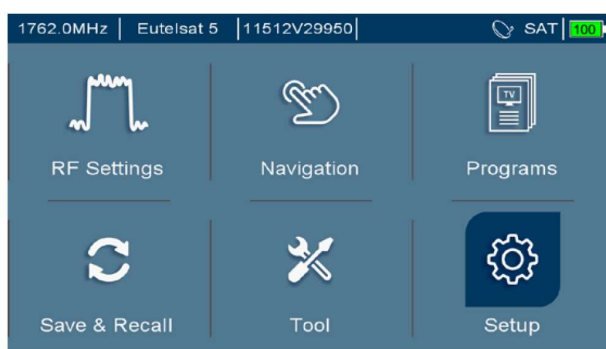 1762.0MHz | Eutelsat 5 | 11512V29950 | SAT | 100
TV
RF Settings Navigation Programs
Save & Recall Tool Setup